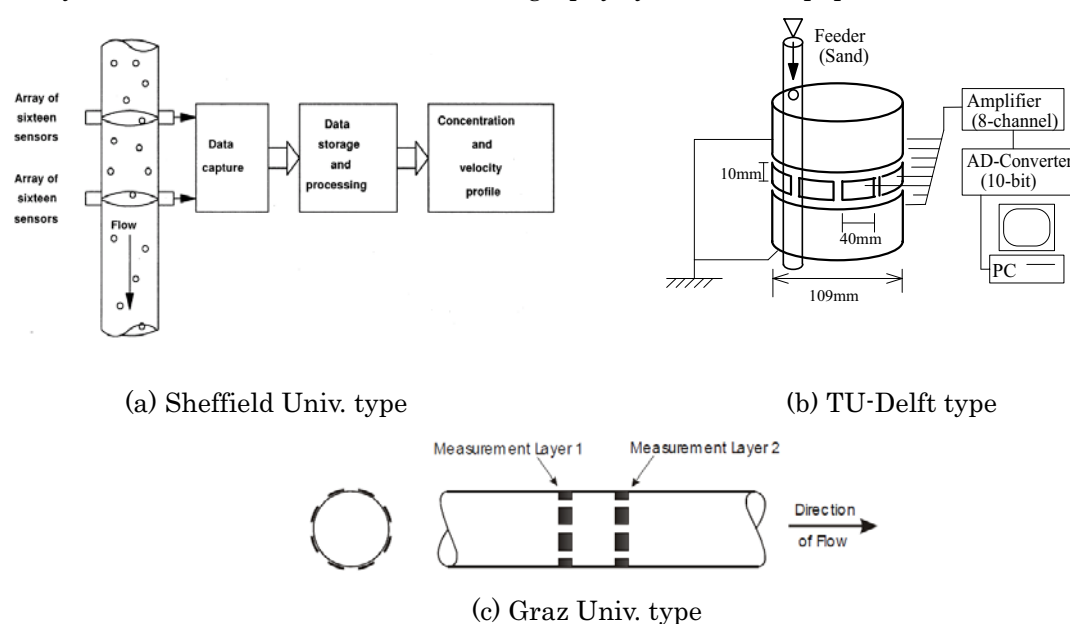 Array of
sixteen
sensors
Array of
sixteen
sensors
Flow
Data
capture
Data
storage
and
processing
Concentration
and
velocity
profile
Feeder
(Sand)
Amplifier
(8-channel)
AD-Converter
(10-bit)
PC
10mm
40mm
109mm
(a) Sheffield Univ. type
(b) TU-Delft type
Measurement Layer 1
Measurement Layer 2
Direction
of Flow
(c) Graz Univ. type